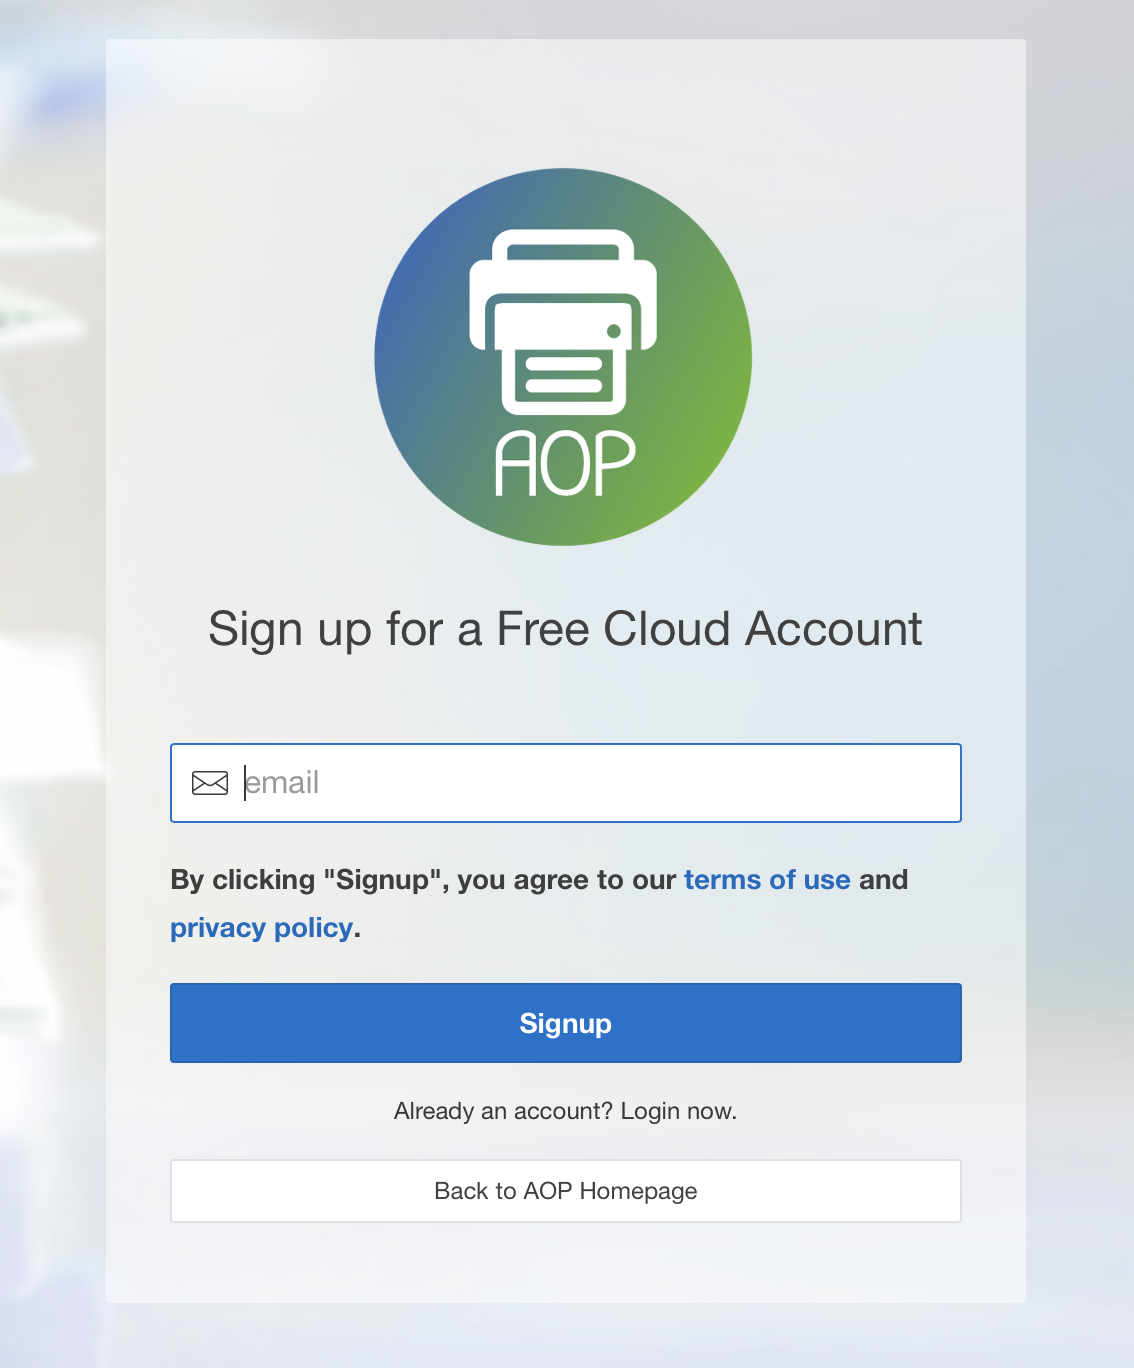 AOP
Sign up for a Free Cloud Account
email
By clicking "Signup", you agree to our terms of use and
privacy policy.
Signup
Already an account? Login now.
Back to AOP Homepage